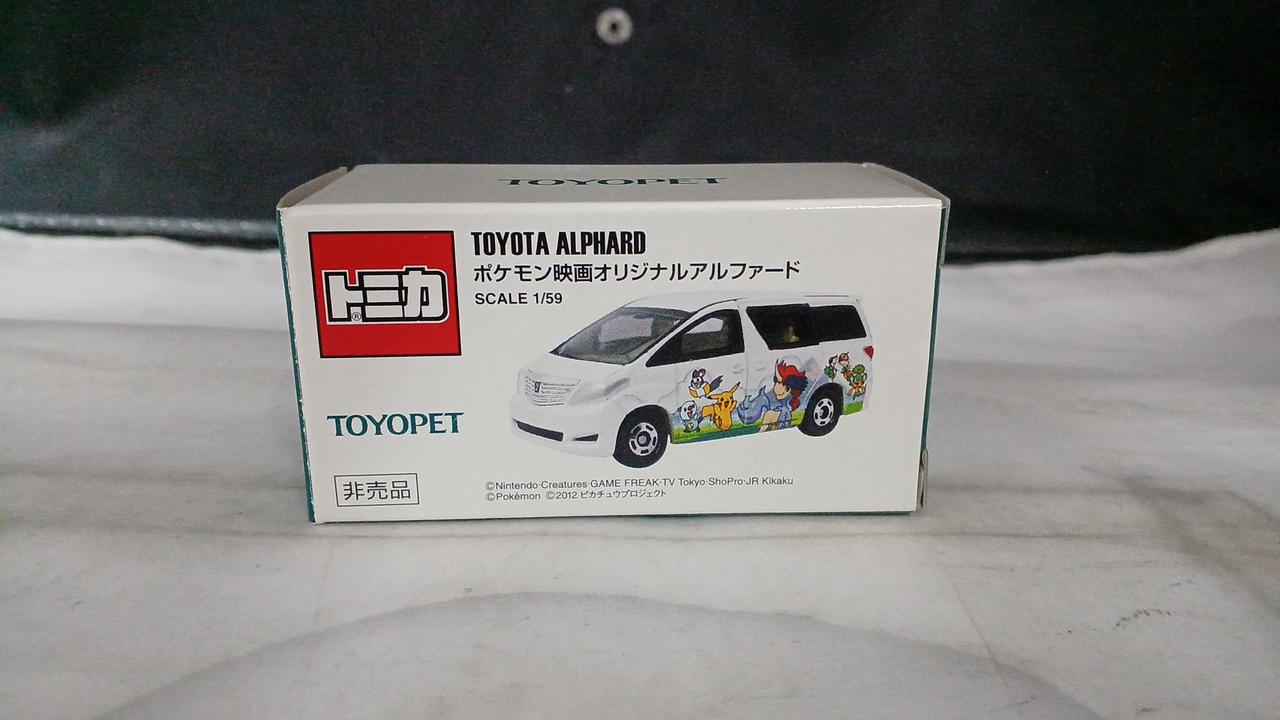 TOYOPET
トミカ®
TOYOTA ALPHARD
ポケモン映画オリジナルアルファード
SCALE 1/59
TOYOPET
非売品
©Nintendo·Creatures·GAME FREAK·TV Tokyo·ShoPro·JR Kikaku
©Pokémon ©2012 ピカチュウプロジェクト